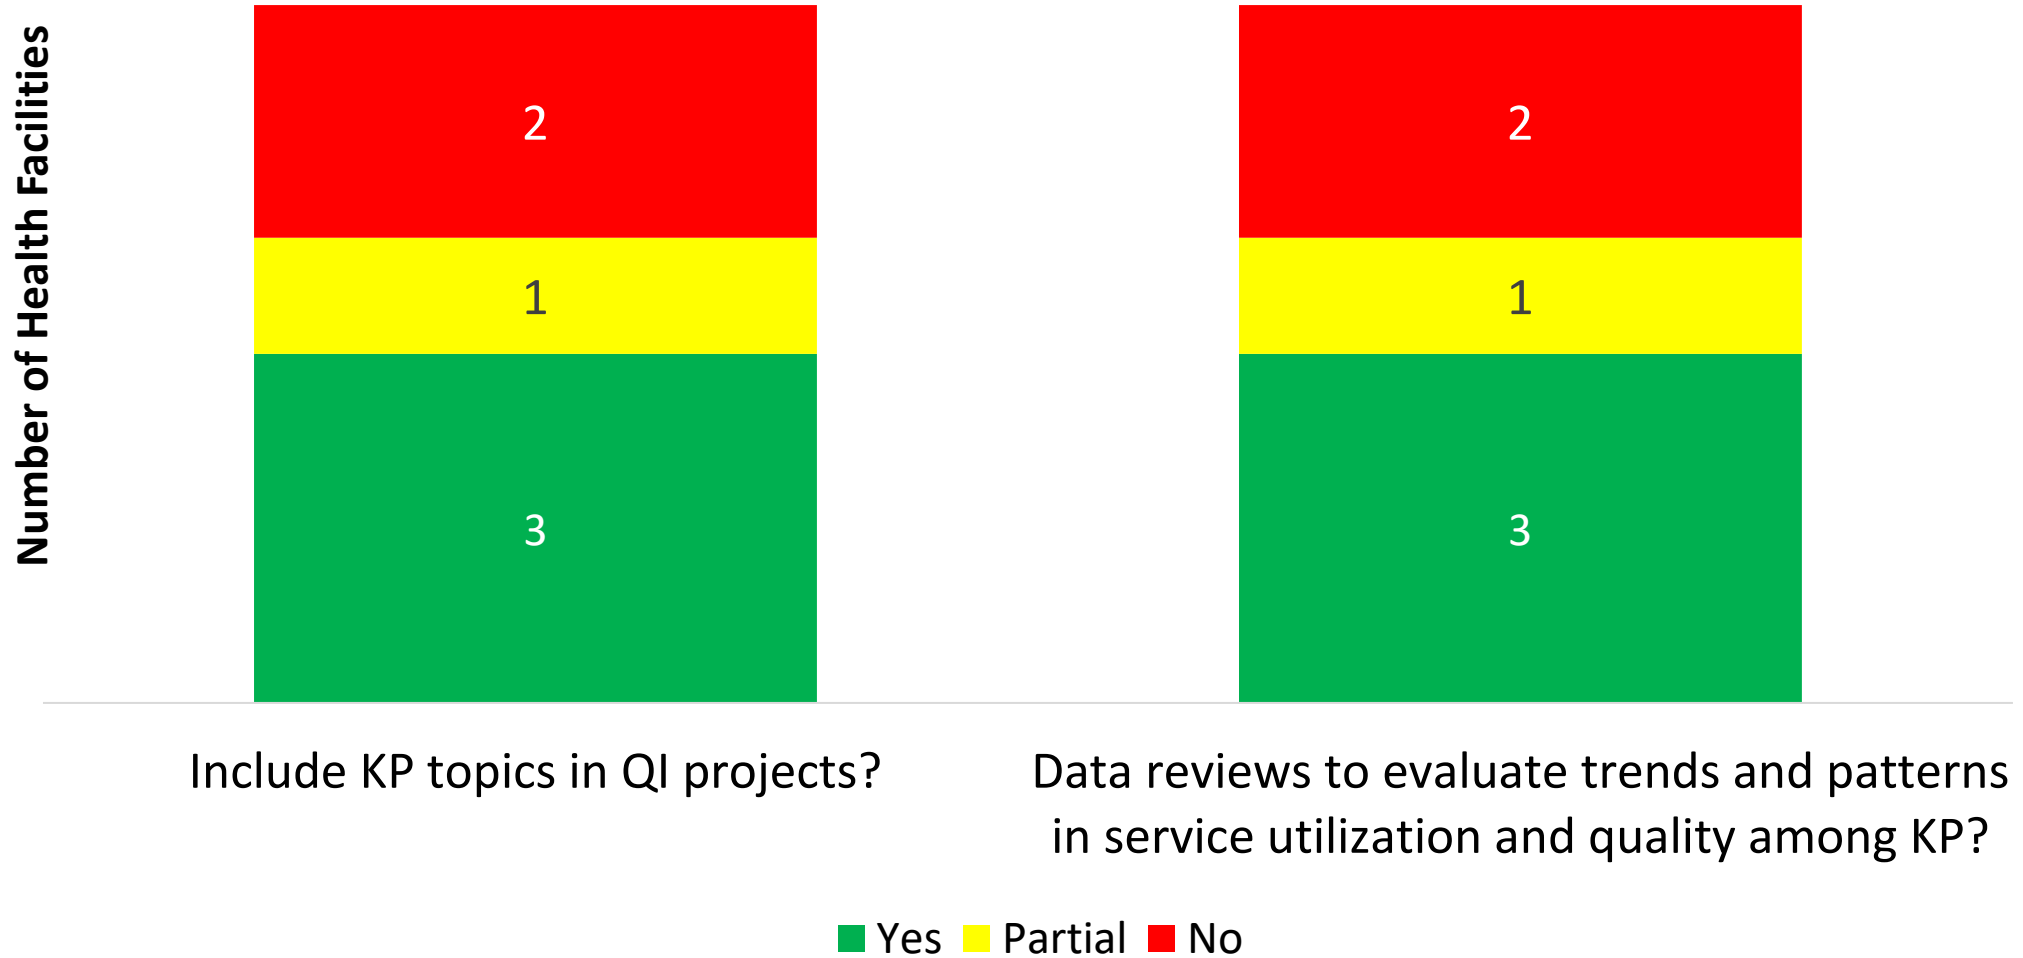 Number of Health Facilities
2
2
1
1
3
3
Include KP topics in QI projects?
Data reviews to evaluate trends and patterns
in service utilization and quality among KP?
Yes Partial No